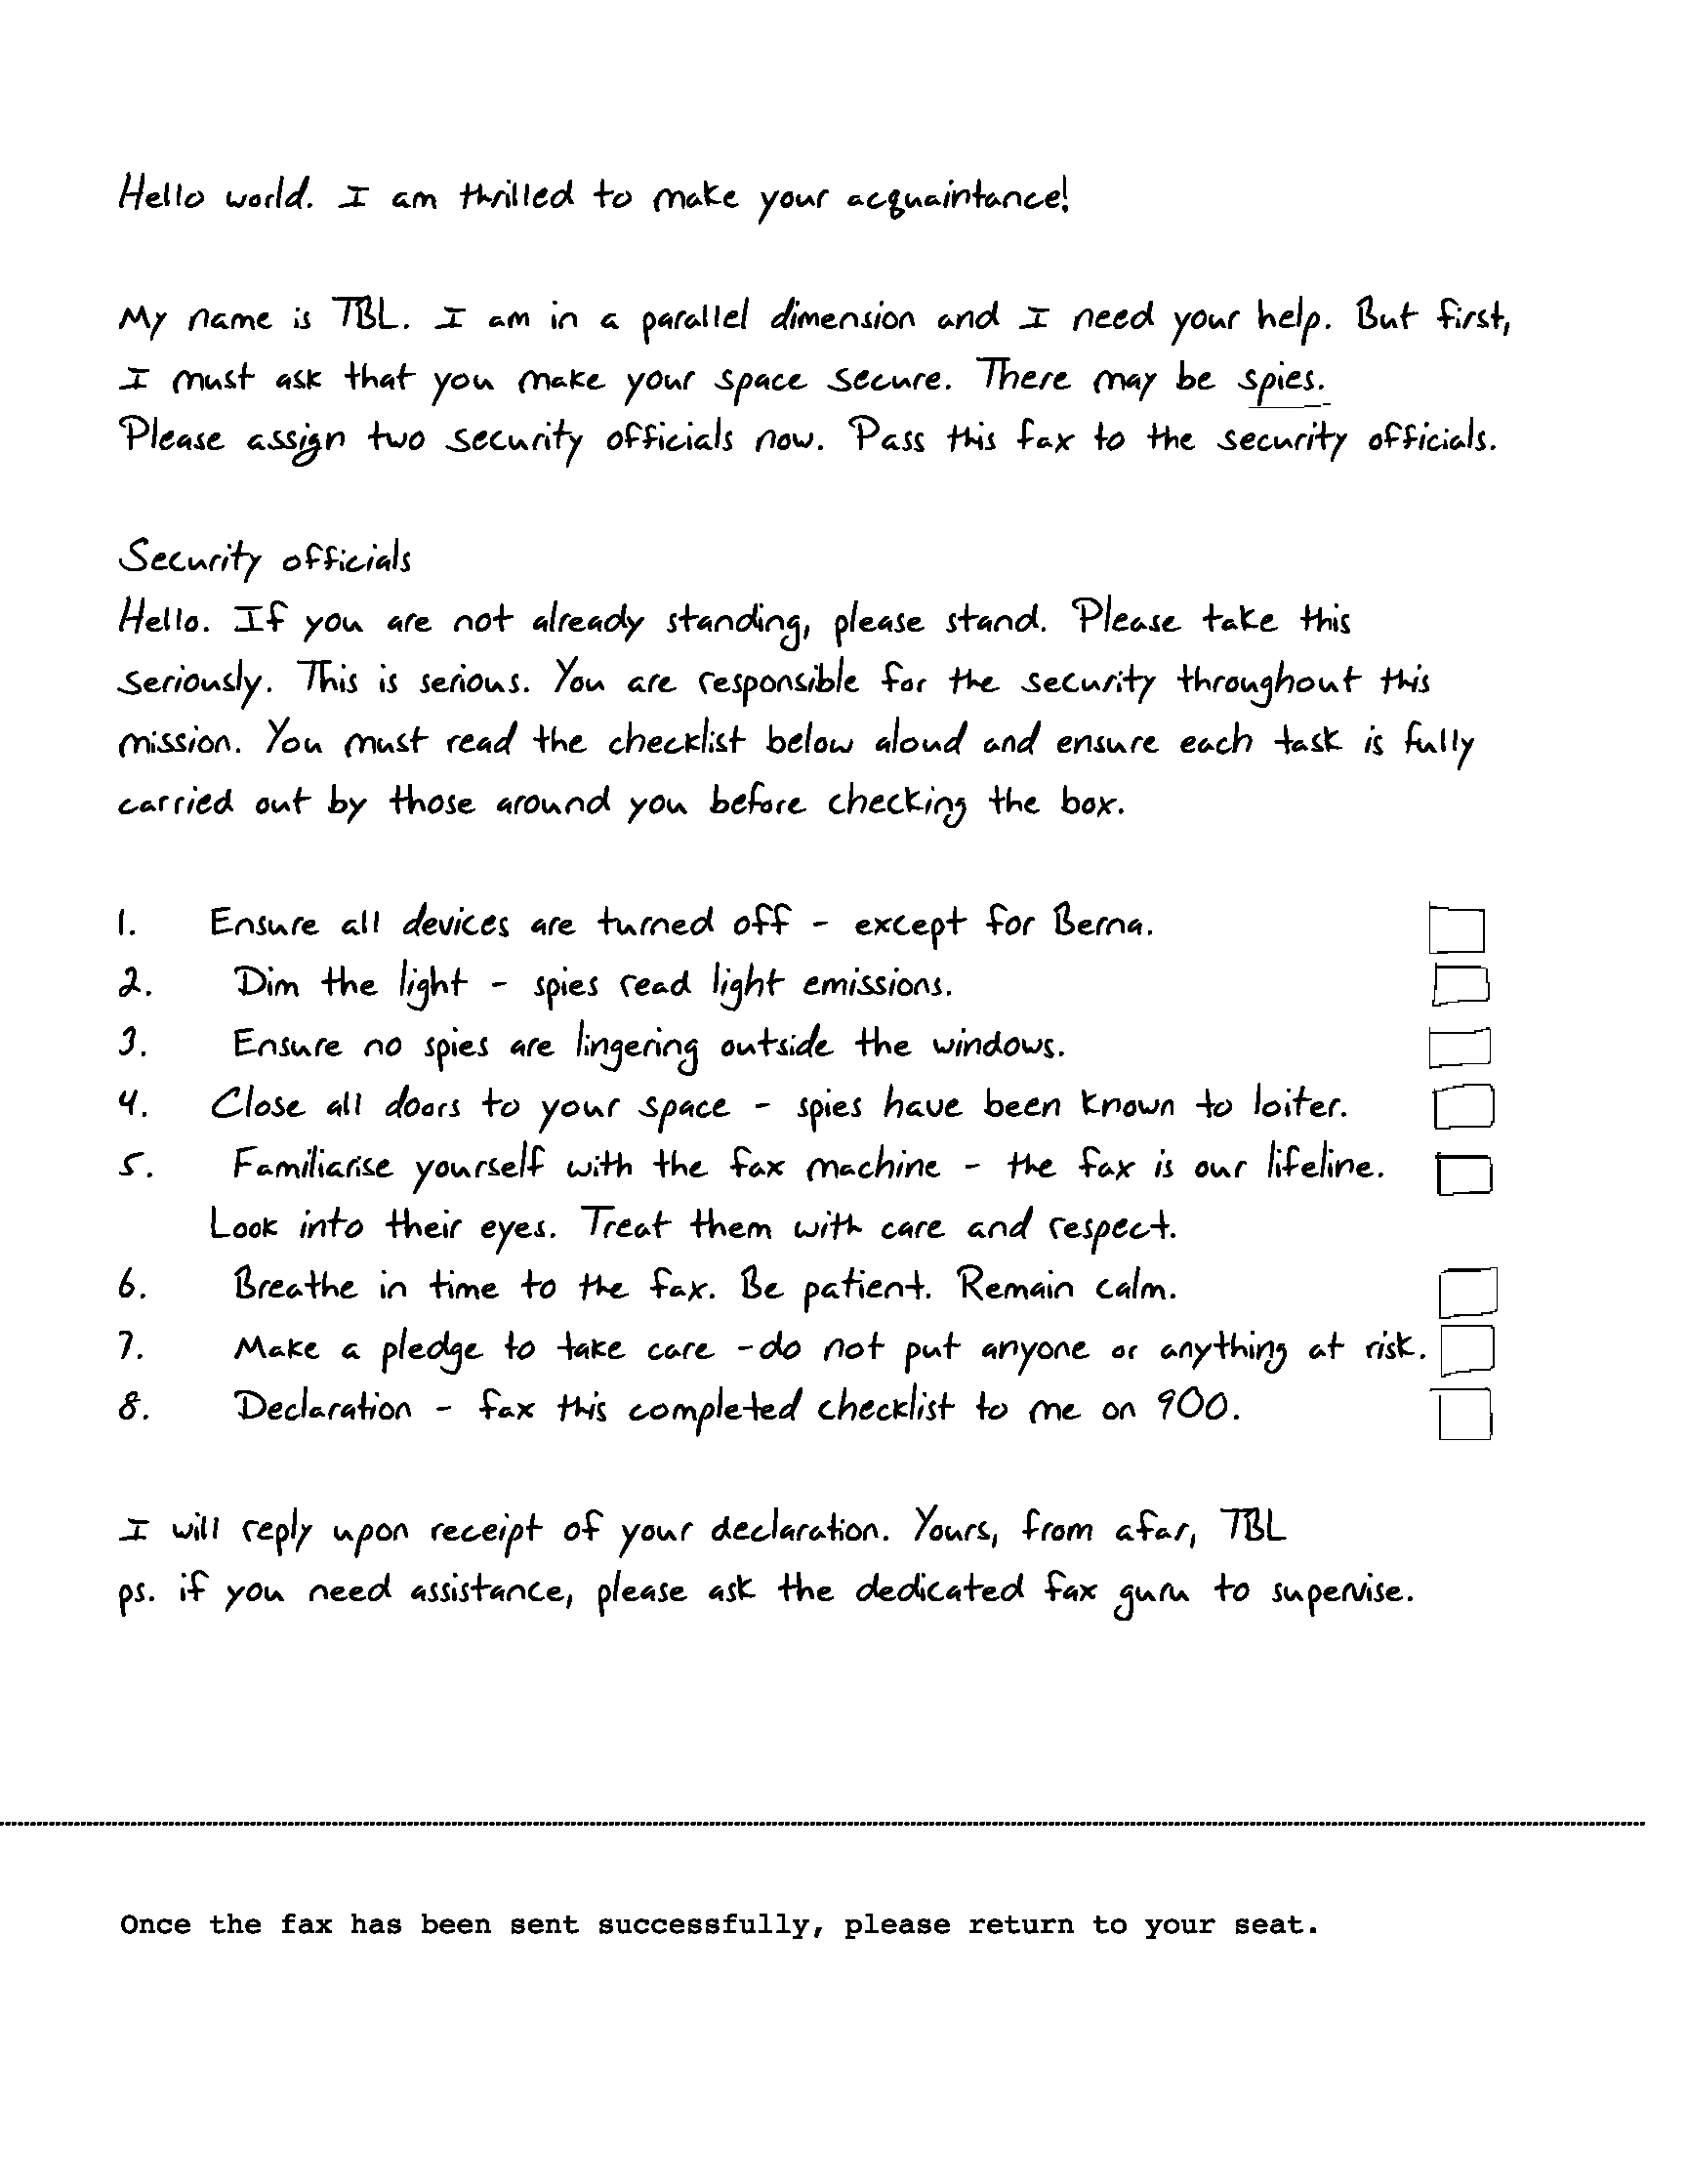 Hello world. I am thrilled to make your acquaintance!
My name is TBL. I am in a parallel dimension and I need your help. But first,
I must ask that you make your space secure. There may be spies.
Please assign two security officials now. Pass this fax to the security officials.
Security officials
Hello. If you are not already standing, please stand. Please take this
seriously. This is serious. You are responsible for the security throughout this
mission. You must read the checklist below aloud and ensure each task is fully
carried out by those around you before checking the box.
1. Ensure all devices are turned off - except for Berna.
2. Dim the light - spies read light emissions.
3. Ensure no spies are lingering outside the windows.
4. Close all doors to your space - spies have been known to loiter.
5. Familiarise yourself with the fax machine - the fax is our lifeline.
Look into their eyes. Treat them with care and respect.
6. Breathe in time to the fax. Be patient. Remain calm.
7. Make a pledge to take care - do not put anyone or anything at risk.
8. Declaration - fax this completed checklist to me on 900.
I will reply upon receipt of your declaration. Yours, from afar, TBL
ps. if you need assistance, please ask the dedicated fax guru to supervise.
Once the fax has been sent successfully, please return to your seat.